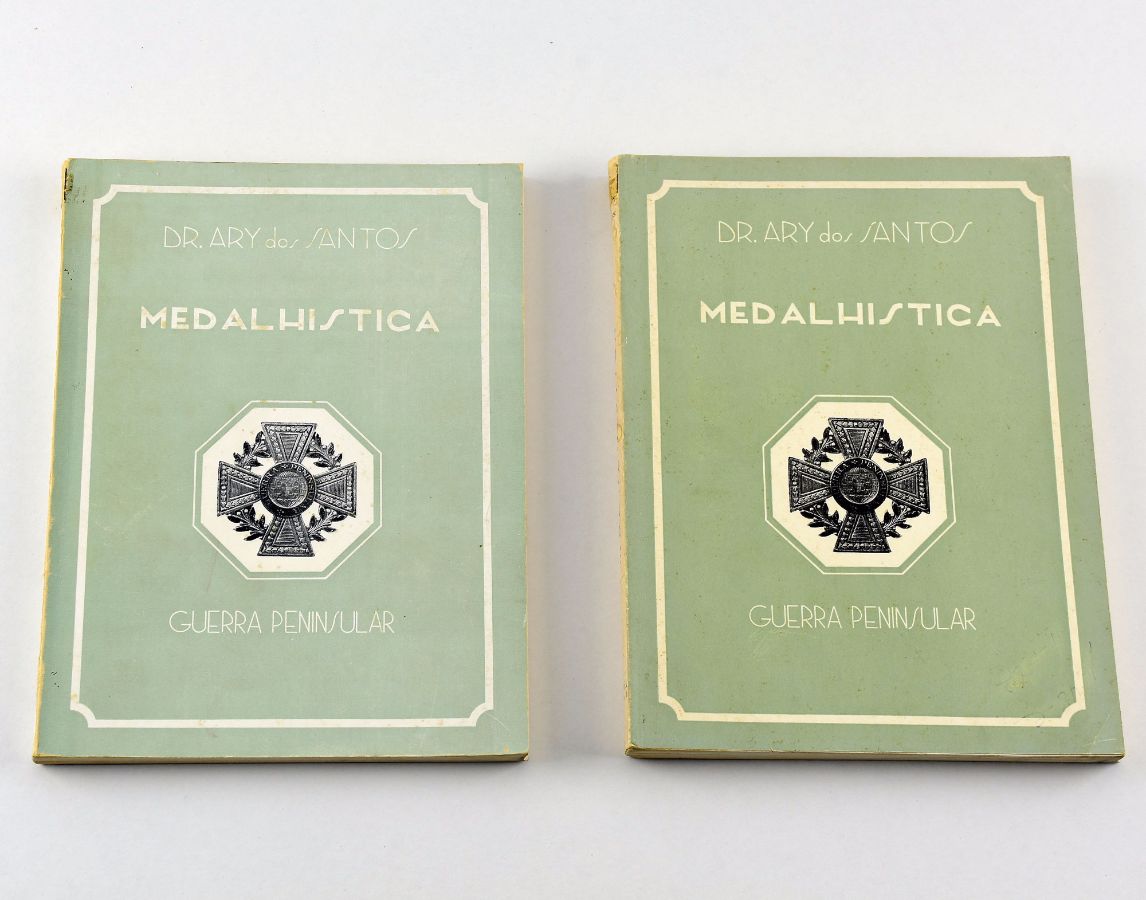 DR. ARY dos SANTOS
MEDALHISTICA
GUERRA PENINSULAR
DR. ARY dos SANTOS
MEDALHISTICA
GUERRA PENINSULAR